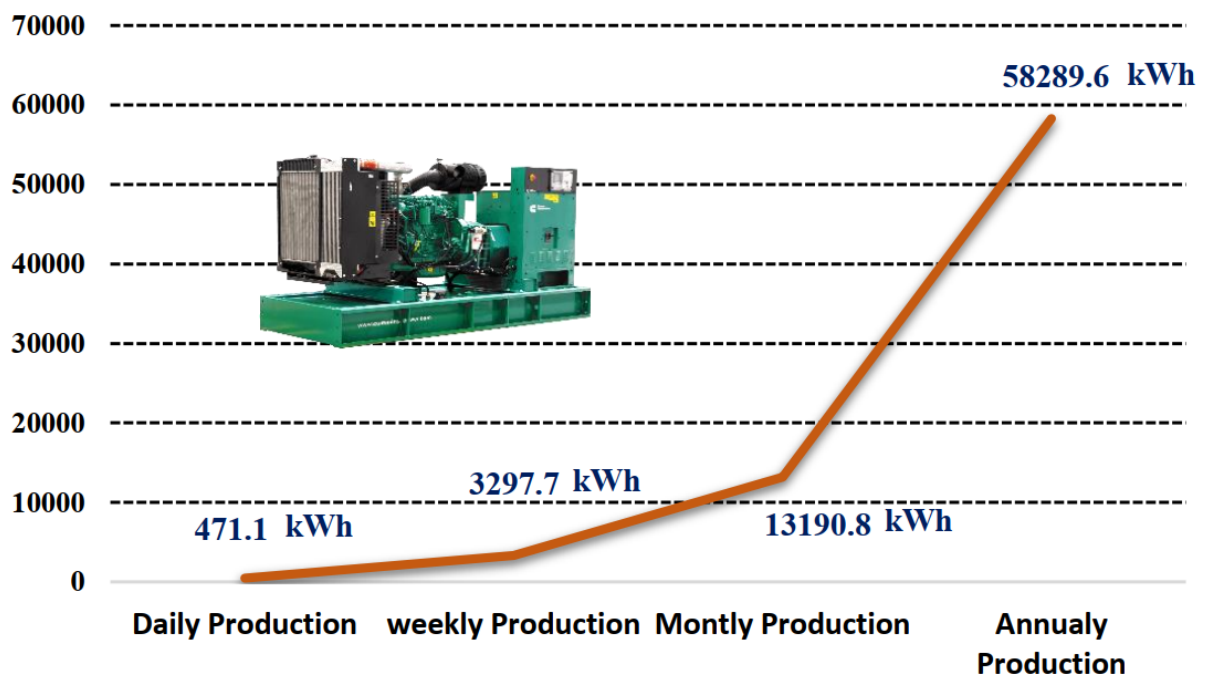 70000
60000
50000
40000
30000
20000
10000
0
58289.6 kWh
3297.7 kWh
471.1 kWh
13190.8 kWh
Daily Production
weekly Production
Montly Production
Annualy
Production